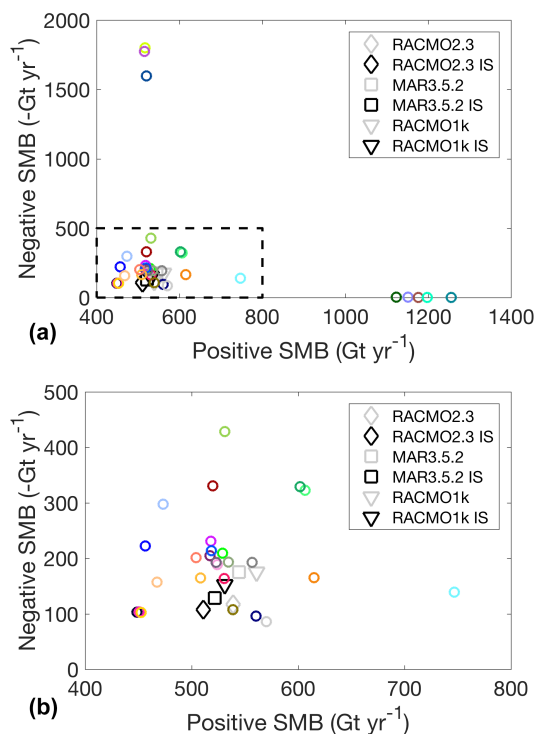 2000
1500
1000
500
0
Negative SMB (-Gt yr⁻¹)
RACMO2.3
RACMO2.3 IS
MAR3.5.2
MAR3.5.2 IS
RACMO1k
RACMO1k IS
400 600 800 1000 1200 1400
(a)
Positive SMB (Gt yr⁻¹)
500
400
300
200
100
0
Negative SMB (-Gt yr⁻¹)
RACMO2.3
RACMO2.3 IS
MAR3.5.2
MAR3.5.2 IS
RACMO1k
RACMO1k IS
400 500 600 700 800
(b)
Positive SMB (Gt yr⁻¹)